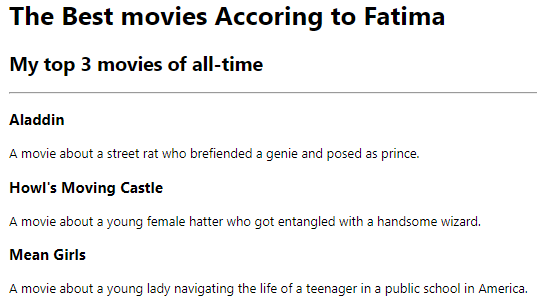 The Best movies Accoring to Fatima
My top 3 movies of all-time
Aladdin
A movie about a street rat who brefiended a genie and posed as prince.
Howl's Moving Castle
A movie about a young female hatter who got entangled with a handsome wizard.
Mean Girls
A movie about a young lady navigating the life of a teenager in a public school in America.